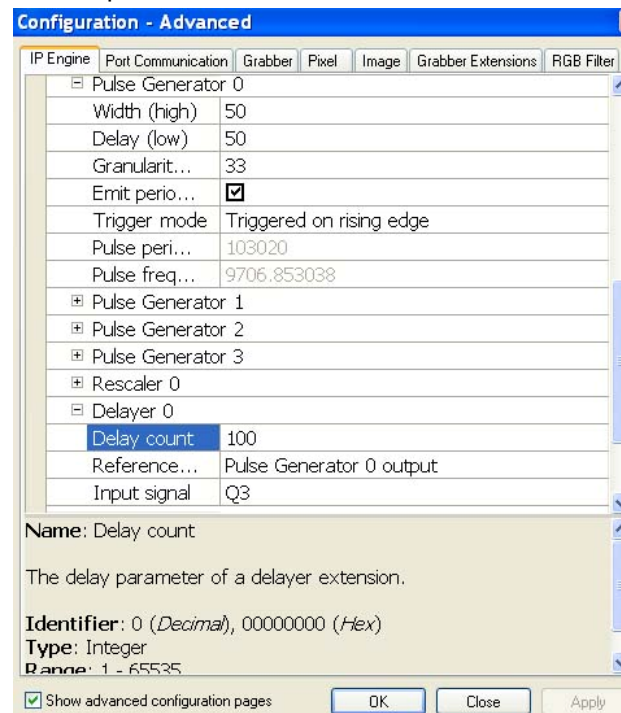 Configuration - Advanced
IP Engine Port Communication Grabber Pixel Image Grabber Extensions RGB Filter
Pulse Generator 0
Width (high) 50
Delay (low) 50
Granularit... 33
Emit perio...
Trigger mode Triggered on rising edge
Pulse peri... 103020
Pulse freq... 9706.853038
Pulse Generator 1
Pulse Generator 2
Pulse Generator 3
Rescaler 0
Delayer 0
Delay count 100
Reference... Pulse Generator 0 output
Input signal Q3
Name: Delay count
The delay parameter of a delayer extension.
Identifier: 0 (Decimal), 00000000 (Hex)
Type: Integer
Range: 1 - 65535
Show advanced configuration pages OK Close Apply